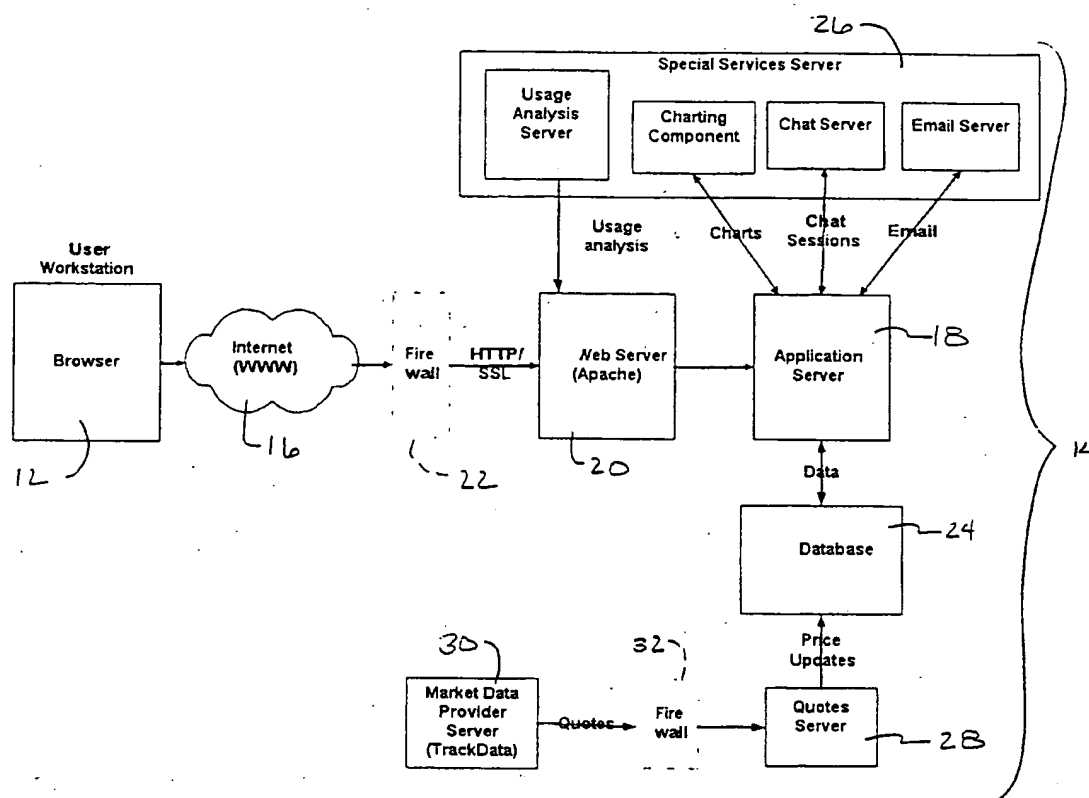 26
Special Services Server
Usage
Analysis
Server
Charting
Component
Chat Server
Email Server
Usage
analysis
Charts
Chat
Sessions
Email
User
Workstation
Browser
Internet
(WWW)
Fire
wall
HTTP/
SSL
Web Server
(Apache)
Application
Server
18
12
16
22
20
Data
Database
24
Price
Updates
30
32
Market Data
Provider
Server
(TrackData)
Quotes
Fire
wall
Quotes
Server
28